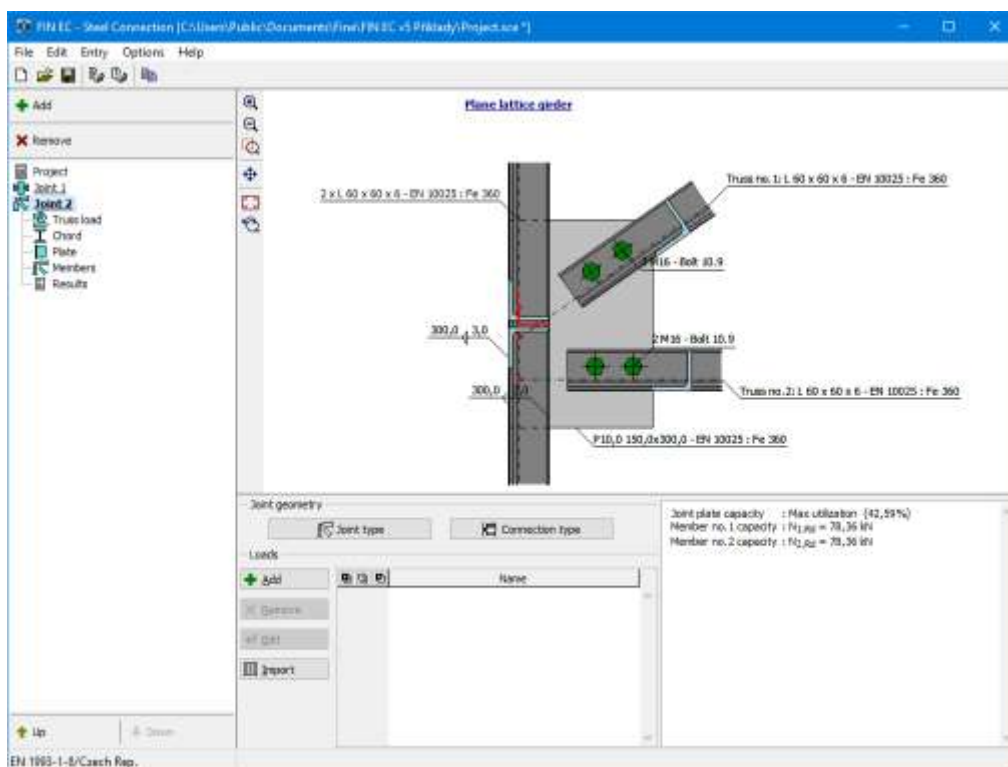 FIN EC - Steel Connection [C:\Users\Public\Documents\Fine\FIN EC v5 Příklady\Project.sce *]
File Edit Entry Options Help
Add
Remove
Project
Joint 1
Joint 2
Truss load
Chord
Plate
Members
Results
Up
Down
Plane lattice girder
2 x L 60 x 60 x 6 - EN 10025 : Fe 360
Truss no. 1: L 60 x 60 x 6 - EN 10025 : Fe 360
M16 - Bolt 10.9
300,0 3,0
2 M16 - Bolt 10.9
300,0
Truss no. 2: L 60 x 60 x 6 - EN 10025 : Fe 360
P10,0 150,0x300,0 - EN 10025 : Fe 360
Joint geometry
Joint type
Connection type
Loads
Add
Name
Remove
Edit
Import
Joint plate capacity : Max utilization (42,59%)
Member no. 1 capacity : N1,Rd = 78,36 kN
Member no. 2 capacity : N2,Rd = 78,36 kN
EN 1993-1-8/Czech Rep.